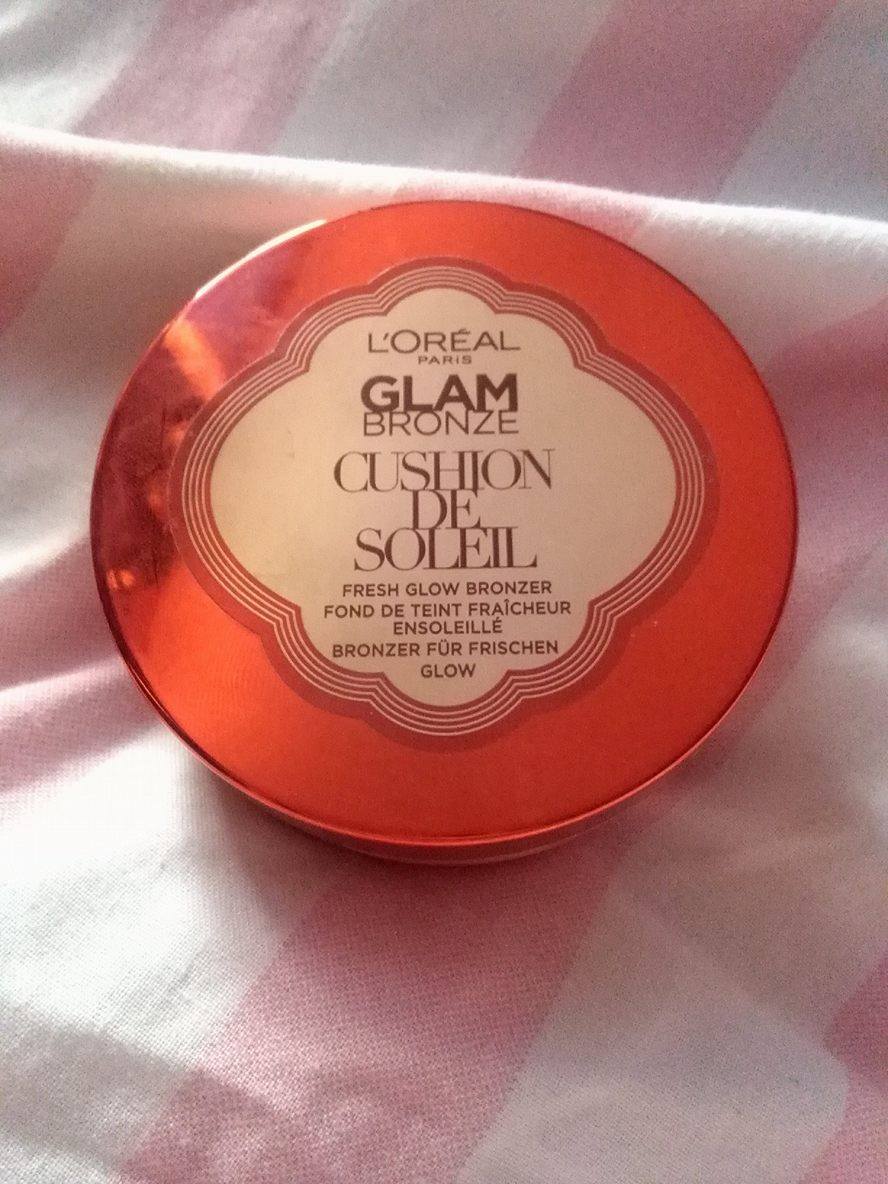 L'ORÉAL
PARIS
GLAM
BRONZE
CUSHION
DE
SOLEIL
FRESH GLOW BRONZER
FOND DE TEINT FRAÎCHEUR
ENSOLEILLÉ
BRONZER FÜR FRISCHEN
GLOW